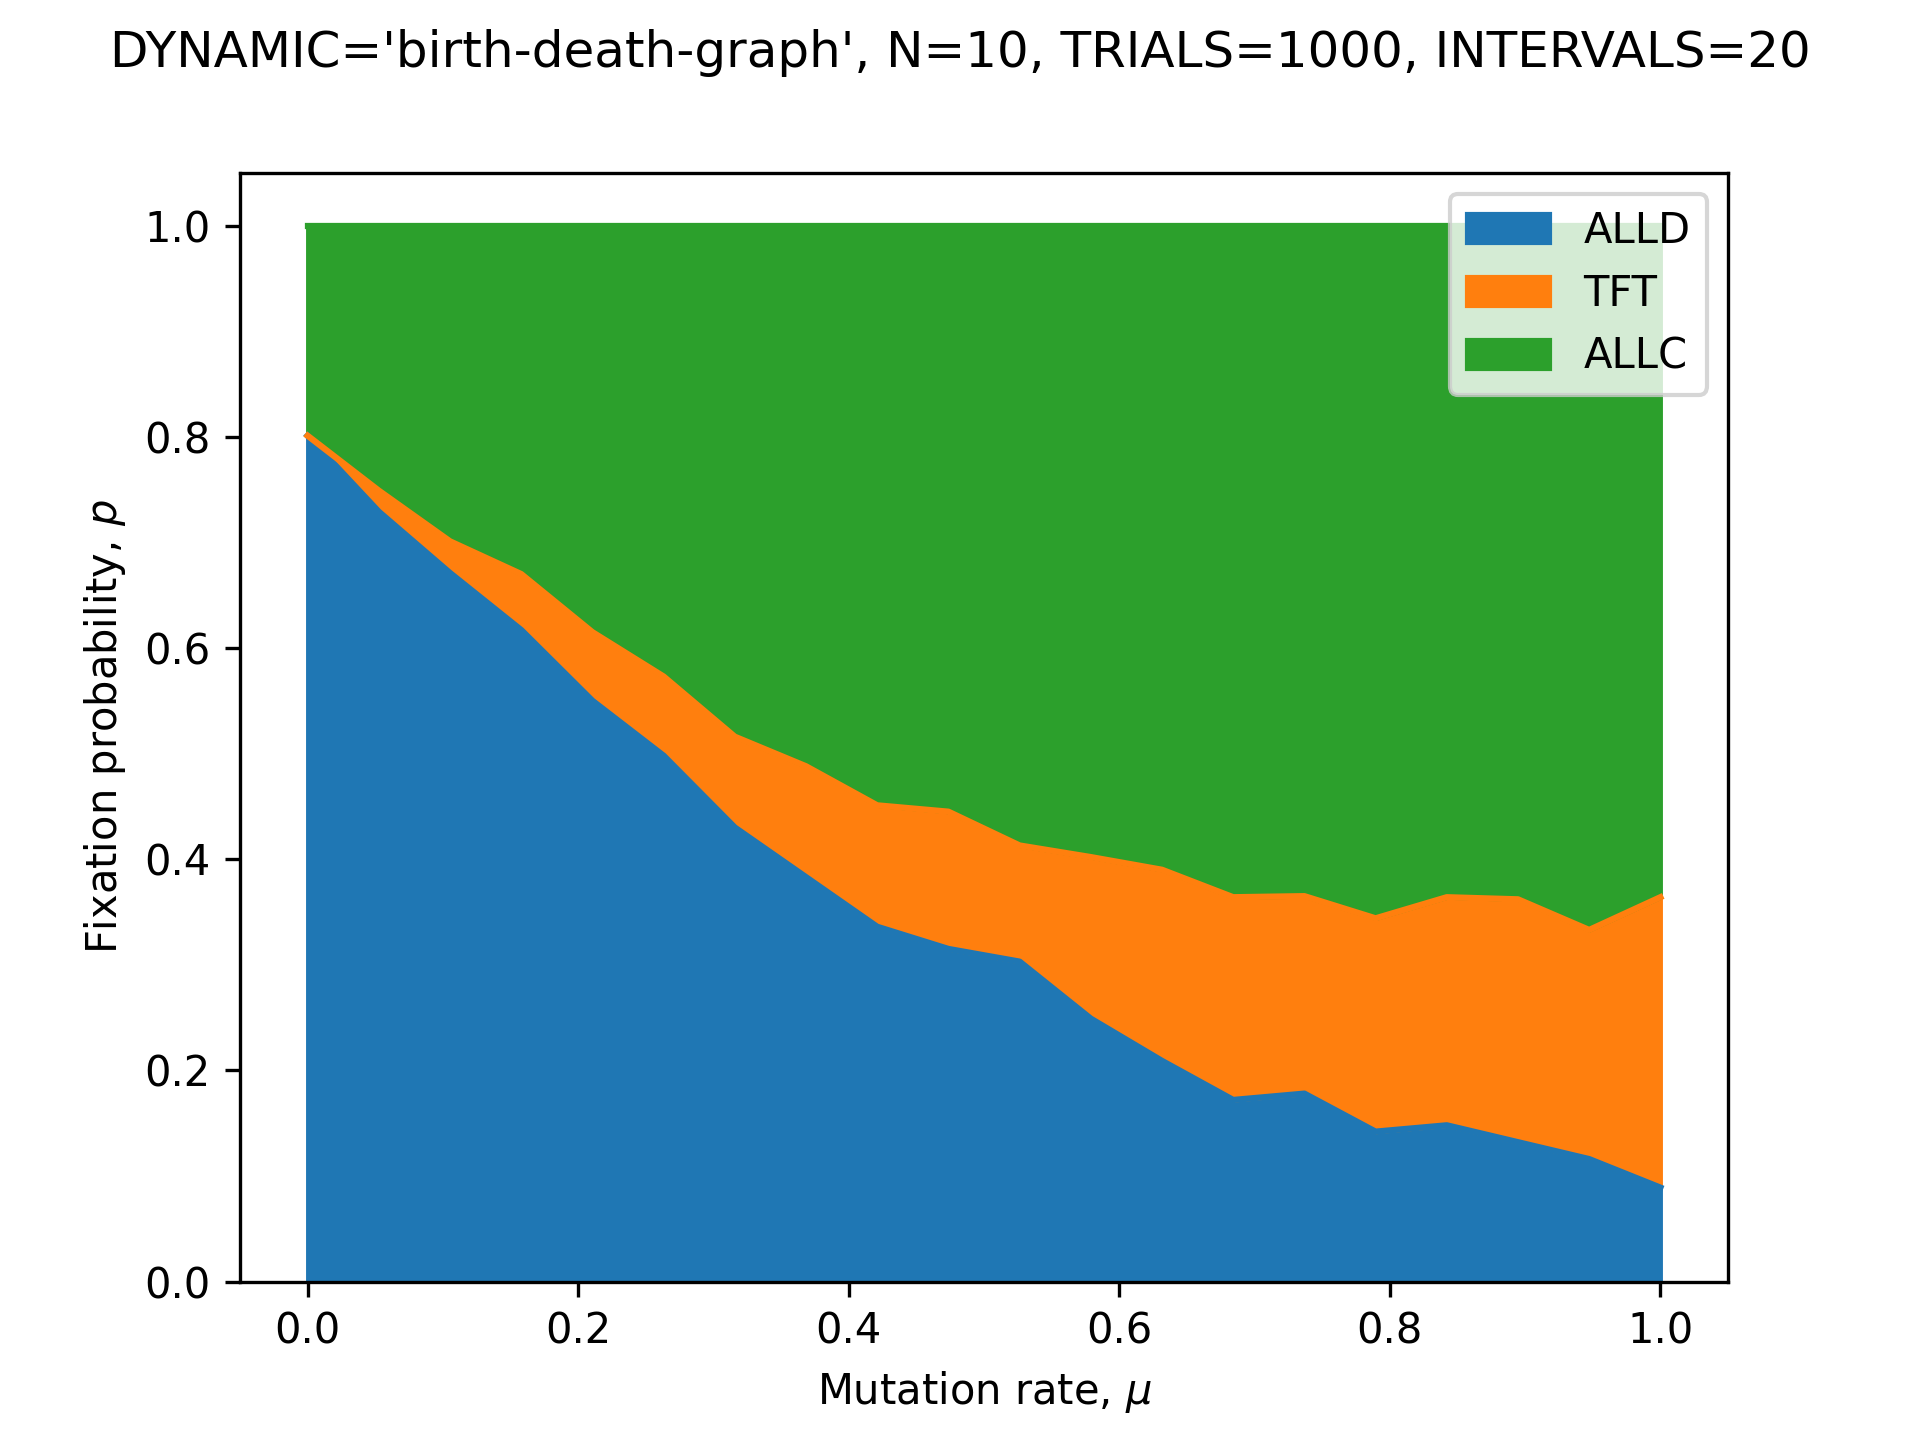 DYNAMIC='birth-death-graph', N=10, TRIALS=1000, INTERVALS=20
ALLD
TFT
ALLC
1.0
0.8
0.6
0.4
0.2
0.0
Fixation probability, p
0.0 0.2 0.4 0.6 0.8 1.0
Mutation rate, μ